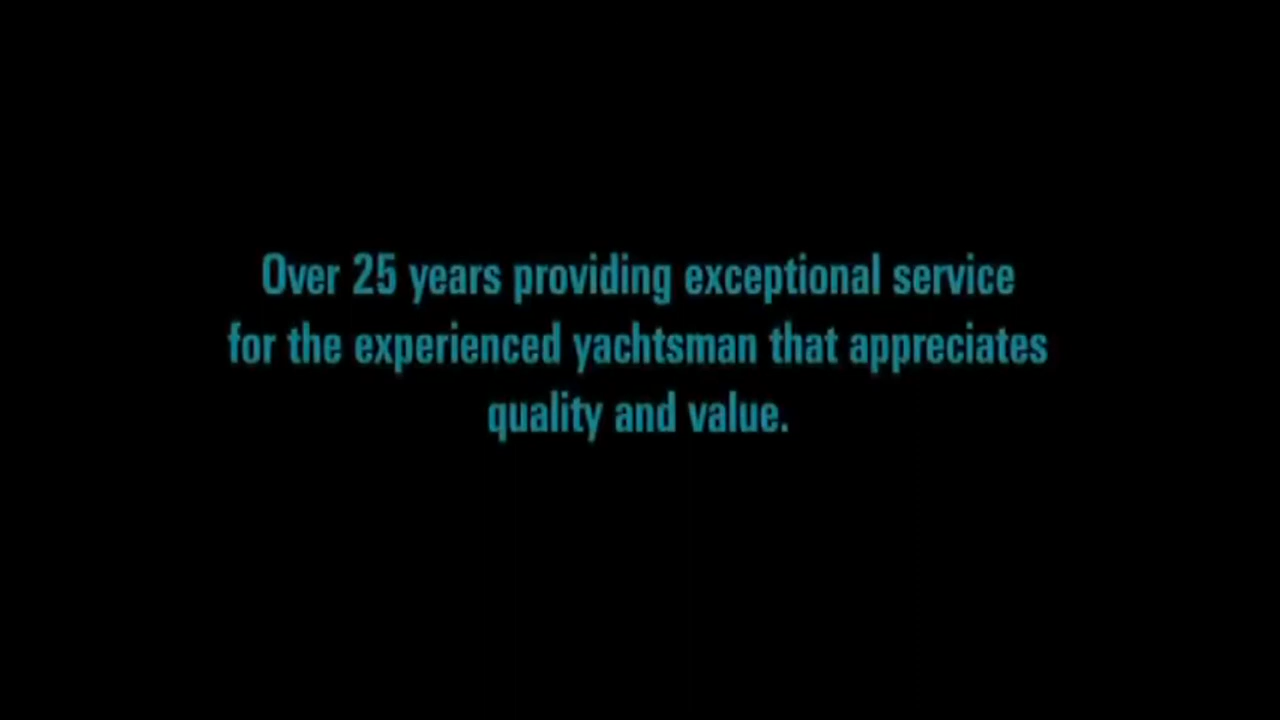 Over 25 years providing exceptional service
for the experienced yachtsman that appreciates
quality and value.